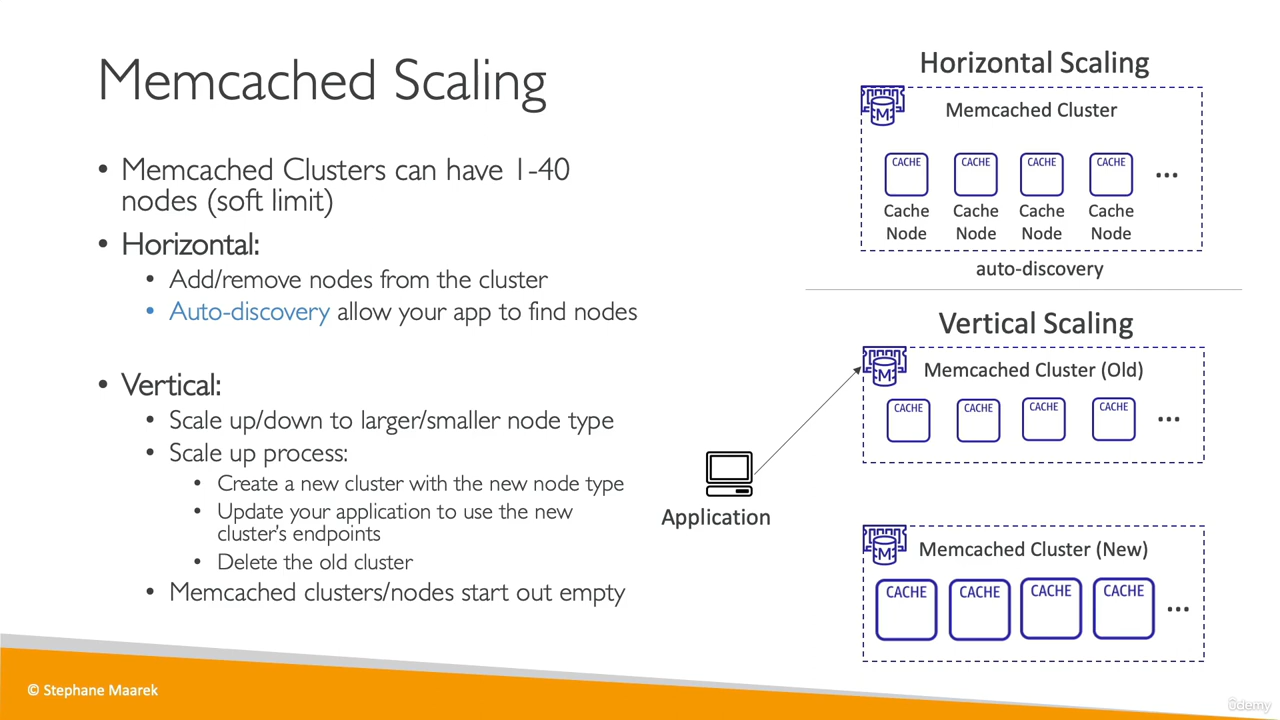 Memcached Scaling
• Memcached Clusters can have 1-40
nodes (soft limit)
• Horizontal:
• Add/remove nodes from the cluster
• Auto-discovery allow your app to find nodes
• Vertical:
• Scale up/down to larger/smaller node type
• Scale up process:
• Create a new cluster with the new node type
• Update your application to use the new
cluster's endpoints
• Delete the old cluster
• Memcached clusters/nodes start out empty
Horizontal Scaling
M
Memcached Cluster
CACHE CACHE CACHE CACHE ...
Cache Cache Cache Cache
Node Node Node Node
auto-discovery
Vertical Scaling
M
Memcached Cluster (Old)
CACHE CACHE CACHE CACHE ...
Application
M
Memcached Cluster (New)
CACHE CACHE CACHE CACHE ...
© Stephane Maarek
ûdemy